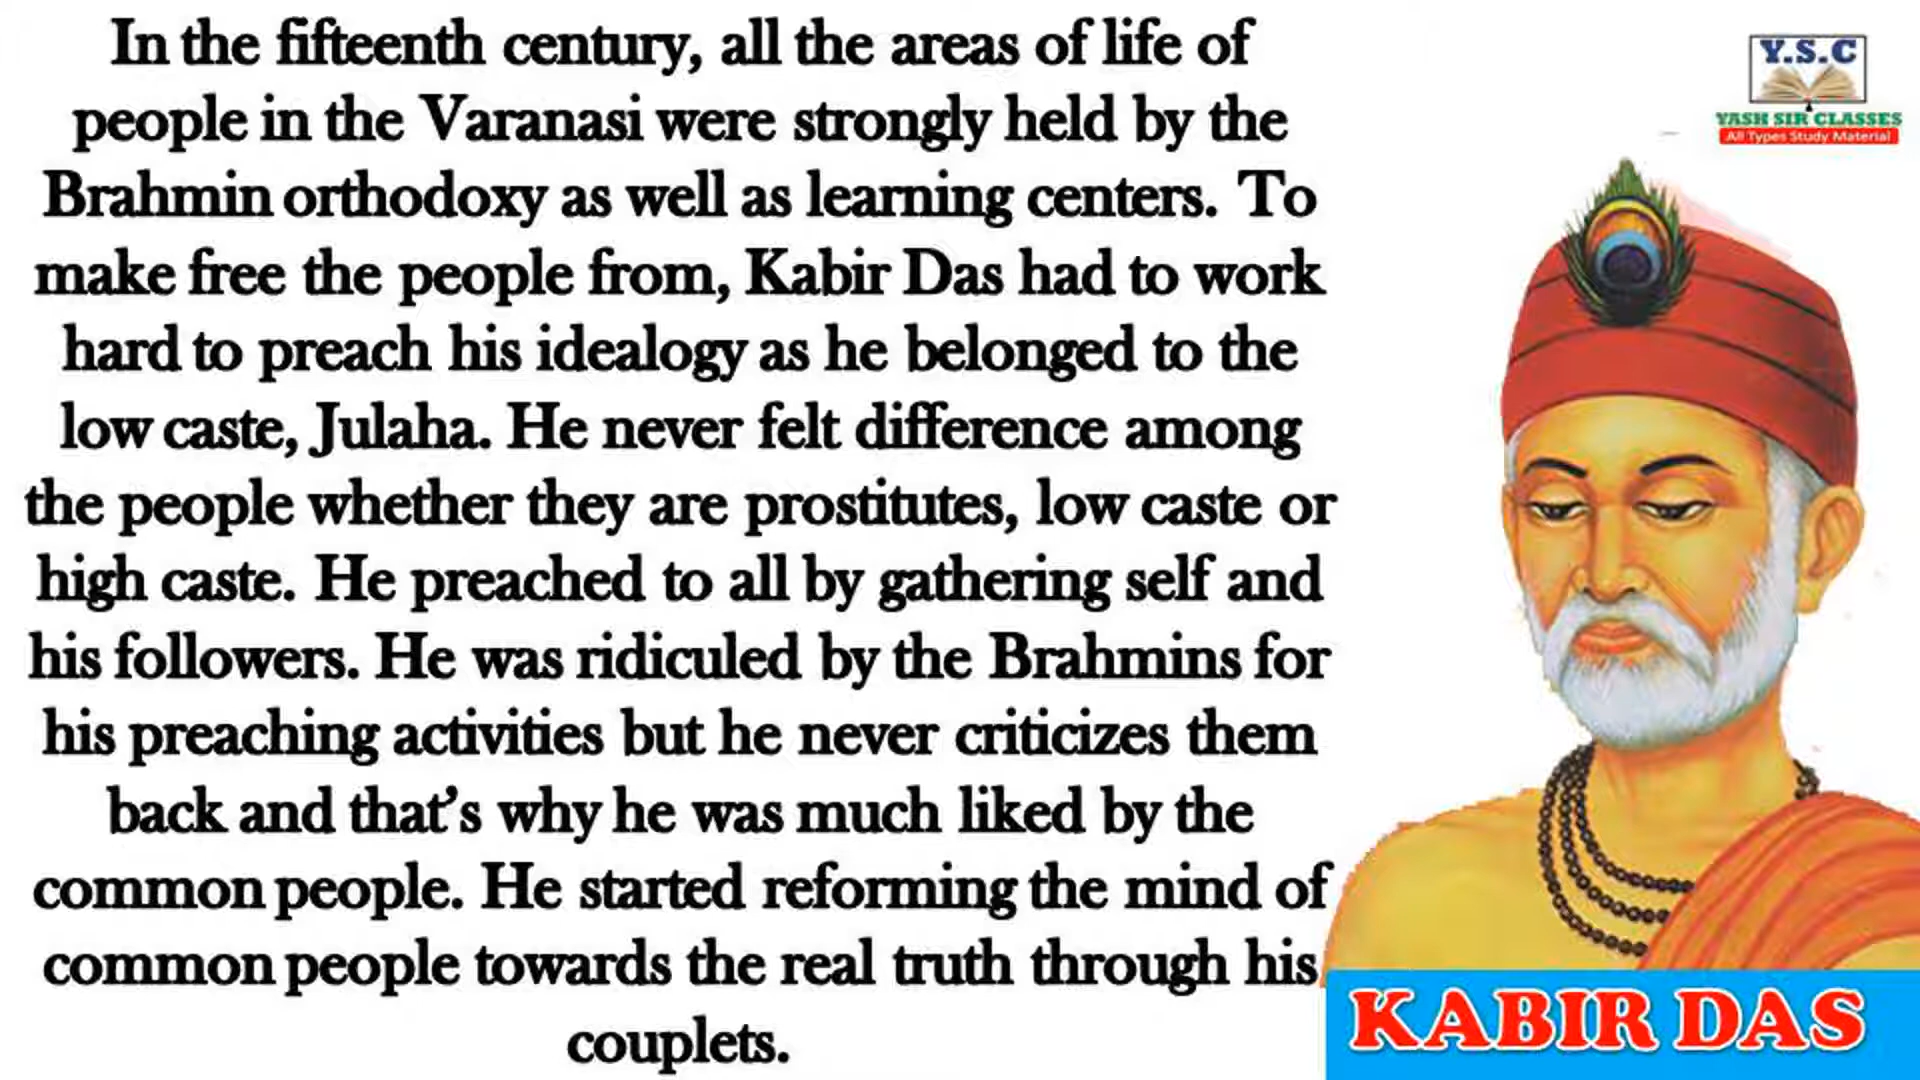 In the fifteenth century, all the areas of life of
people in the Varanasi were strongly held by the
Brahmin orthodoxy as well as learning centers. To
make free the people from, Kabir Das had to work
hard to preach his idealogy as he belonged to the
low caste, Julaha. He never felt difference among
the people whether they are prostitutes, low caste or
high caste. He preached to all by gathering self and
his followers. He was ridiculed by the Brahmins for
his preaching activities but he never criticizes them
back and that's why he was much liked by the
common people. He started reforming the mind of
common people towards the real truth through his
couplets.
Y.S.C
YASH SIR CLASSES
All Types Study Material
KABIR DAS